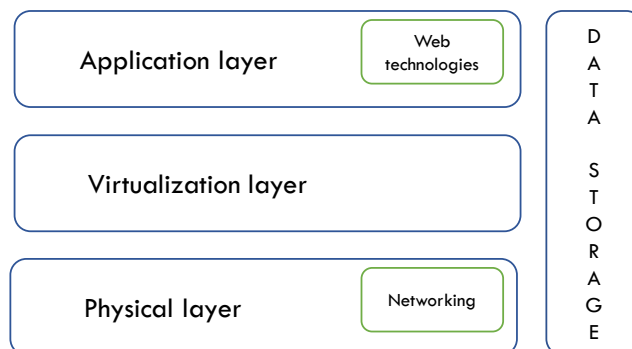 Application layer
Web
technologies
Virtualization layer
Physical layer
Networking
D
A
T
A
S
T
O
R
A
G
E